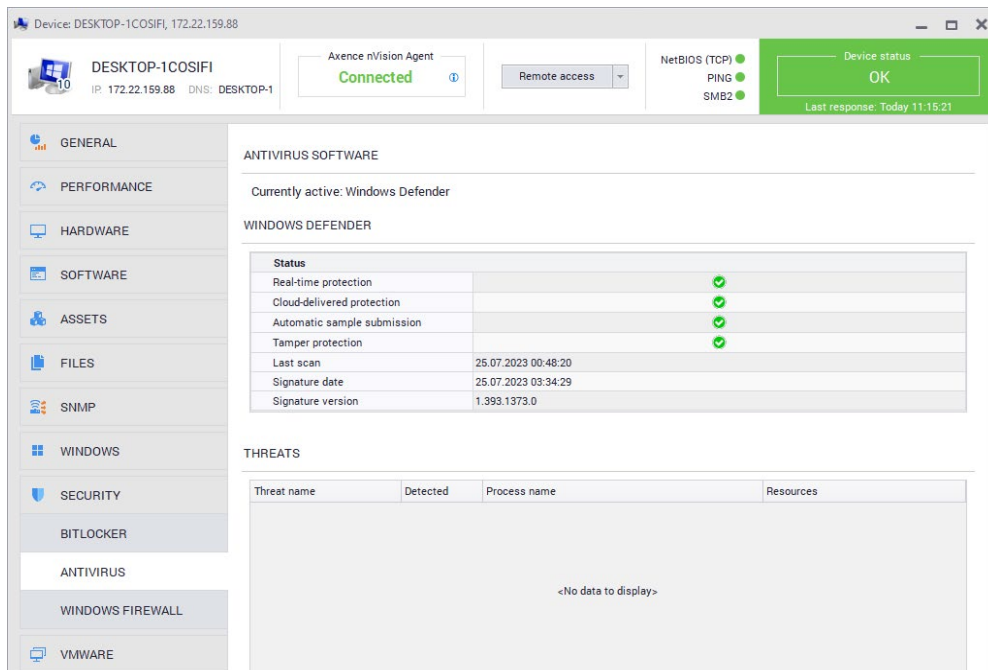 Device: DESKTOP-1COSIFI, 172.22.159.88
10
DESKTOP-1COSIFI
IP: 172.22.159.88 DNS: DESKTOP-1
Axence nVision Agent
Connected
Remote access
NetBIOS (TCP)
PING
SMB2
Device status
OK
Last response: Today 11:15:21
GENERAL
PERFORMANCE
HARDWARE
SOFTWARE
ASSETS
FILES
SNMP
WINDOWS
SECURITY
BITLOCKER
ANTIVIRUS
WINDOWS FIREWALL
VMWARE
ANTIVIRUS SOFTWARE
Currently active: Windows Defender
WINDOWS DEFENDER
Status
Real-time protection
Cloud-delivered protection
Automatic sample submission
Tamper protection
Last scan 25.07.2023 00:48:20
Signature date 25.07.2023 03:34:29
Signature version 1.393.1373.0
THREATS
Threat name Detected Process name Resources
<No data to display>